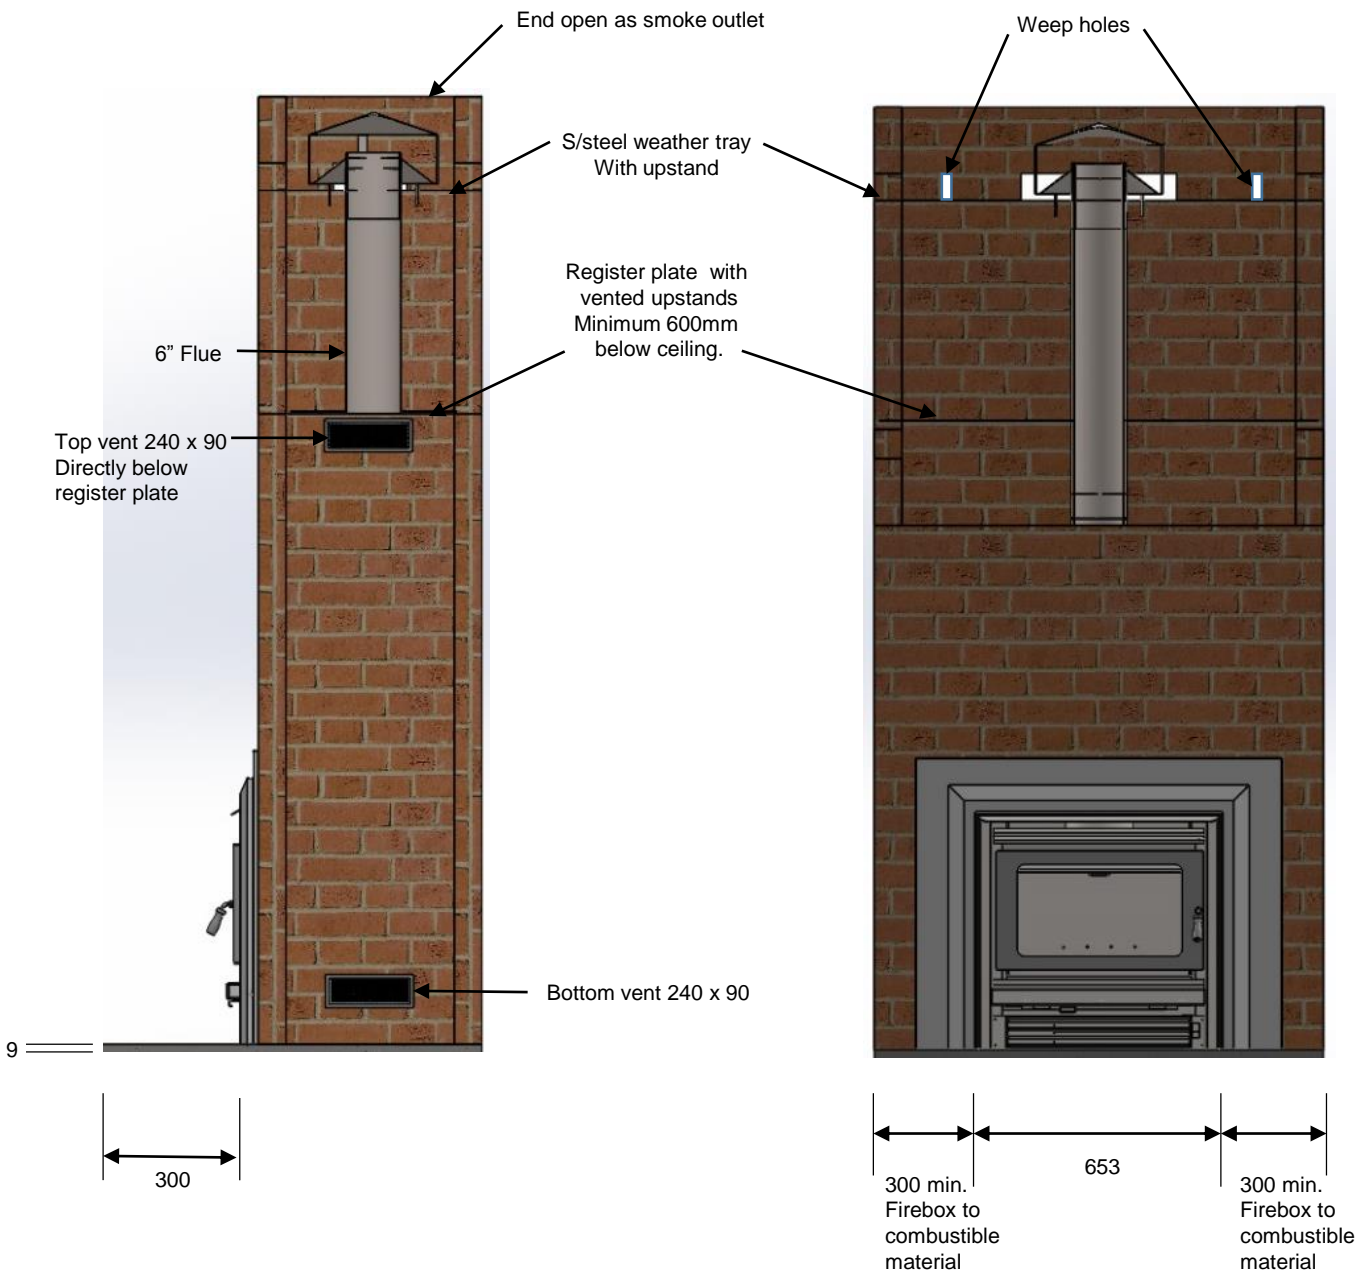 End open as smoke outlet
Weep holes
S/steel weather tray
With upstand
Register plate with
vented upstands
Minimum 600mm
below ceiling.
6” Flue
Top vent 240 x 90
Directly below
register plate
Bottom vent 240 x 90
9
300
653
300 min.
Firebox to
combustible
material
300 min.
Firebox to
combustible
material